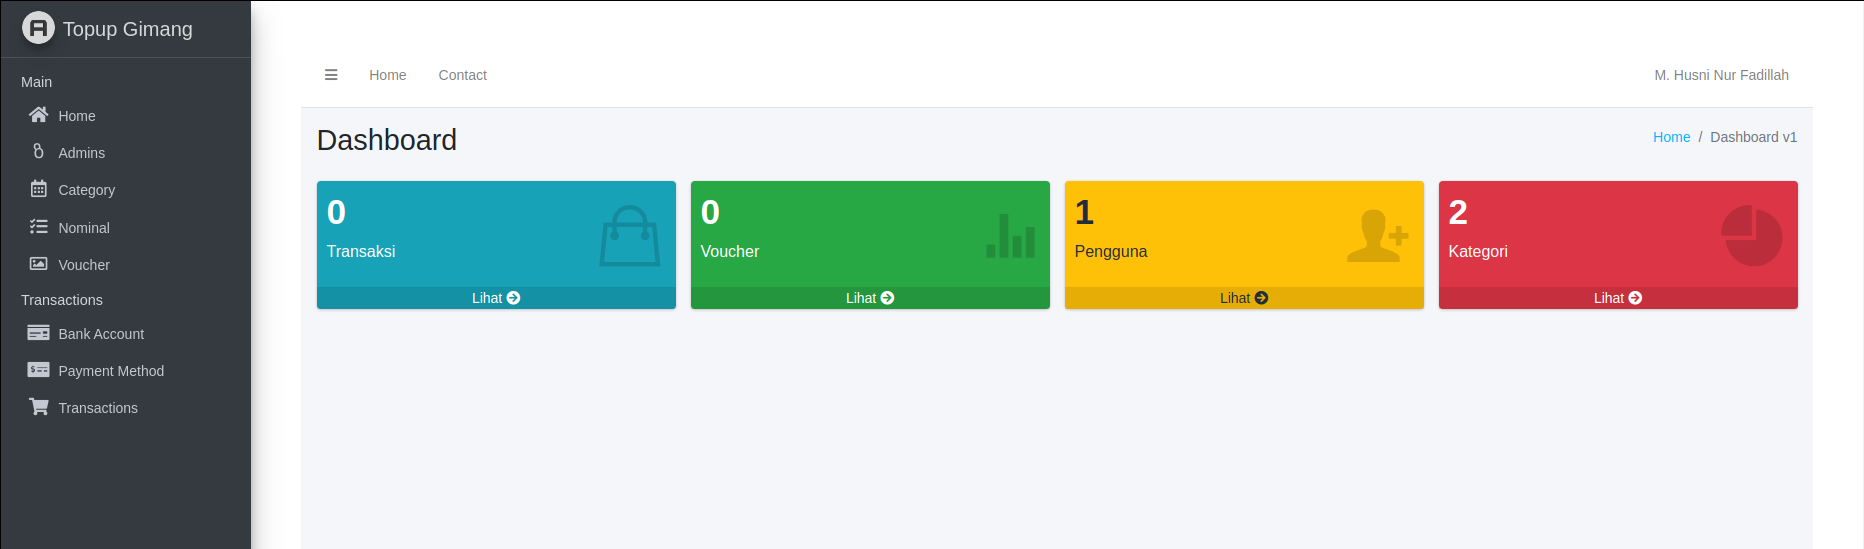 Topup Gimang
Main
Home
Admins
Category
Nominal
Voucher
Transactions
Bank Account
Payment Method
Transactions
Home Contact M. Husni Nur Fadillah
Dashboard
Home / Dashboard v1
0
Transaksi
Lihat
0
Voucher
Lihat
1
Pengguna
Lihat
2
Kategori
Lihat